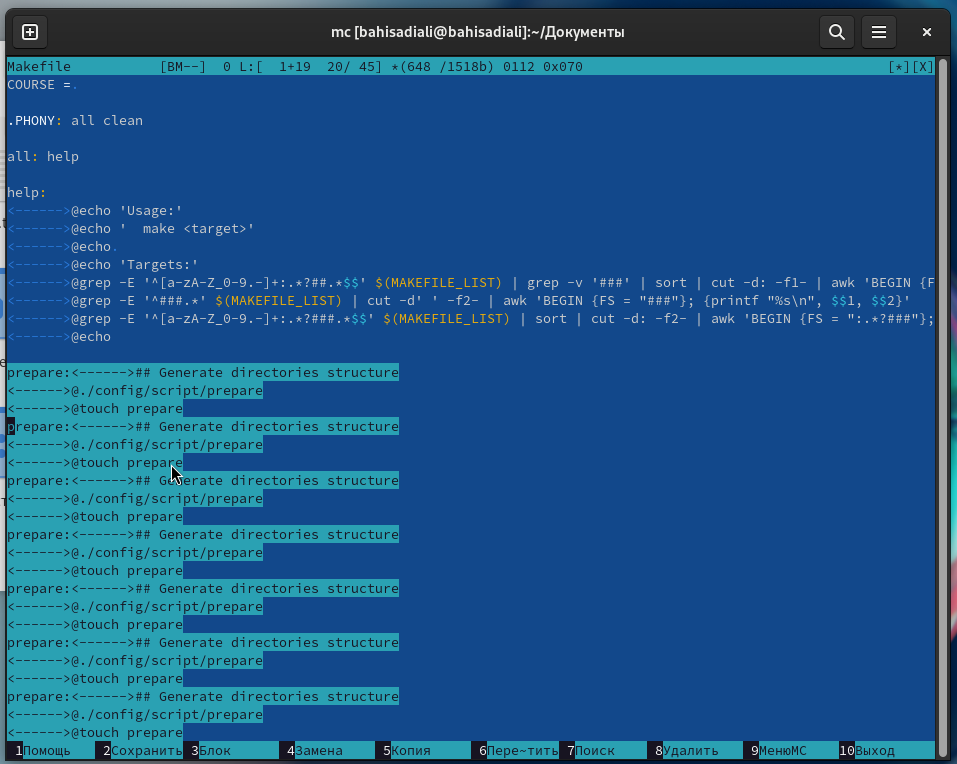 mc [bahisadiali@bahisadiali]:~/Документы
Makefile [BM--] 0 L:[ 1+19 20/ 45] *(648 /1518b) 0112 0x070 [*][X]
COURSE =.
.PHONY: all clean
all: help
help:
<------>@echo 'Usage:'
<------>@echo '  make <target>'
<------>@echo.
<------>@echo 'Targets:'
<------>@grep -E '^[a-zA-Z_0-9.-]+:.*?##.*$$' $(MAKEFILE_LIST) | grep -v '###' | sort | cut -d: -f1- | awk 'BEGIN {F
<------>@grep -E '^###.*' $(MAKEFILE_LIST) | cut -d' ' -f2- | awk 'BEGIN {FS = "###"}; {printf "%s\n", $$1, $$2}'
<------>@grep -E '^[a-zA-Z_0-9.-]+:.*?###.*$$' $(MAKEFILE_LIST) | sort | cut -d: -f2- | awk 'BEGIN {FS = ":.*?###"};
<------>@echo
prepare:<------>## Generate directories structure
<------>@./config/script/prepare
<------>@touch prepare
prepare:<------>## Generate directories structure
<------>@./config/script/prepare
<------>@touch prepare
prepare:<------>## Generate directories structure
<------>@./config/script/prepare
<------>@touch prepare
prepare:<------>## Generate directories structure
<------>@./config/script/prepare
<------>@touch prepare
prepare:<------>## Generate directories structure
<------>@./config/script/prepare
<------>@touch prepare
prepare:<------>## Generate directories structure
<------>@./config/script/prepare
<------>@touch prepare
prepare:<------>## Generate directories structure
<------>@./config/script/prepare
<------>@touch prepare
1Помощь 2Сохранить 3Блок 4Замена 5Копия 6Пере~тить 7Поиск 8Удалить 9МенюМС 10Выход